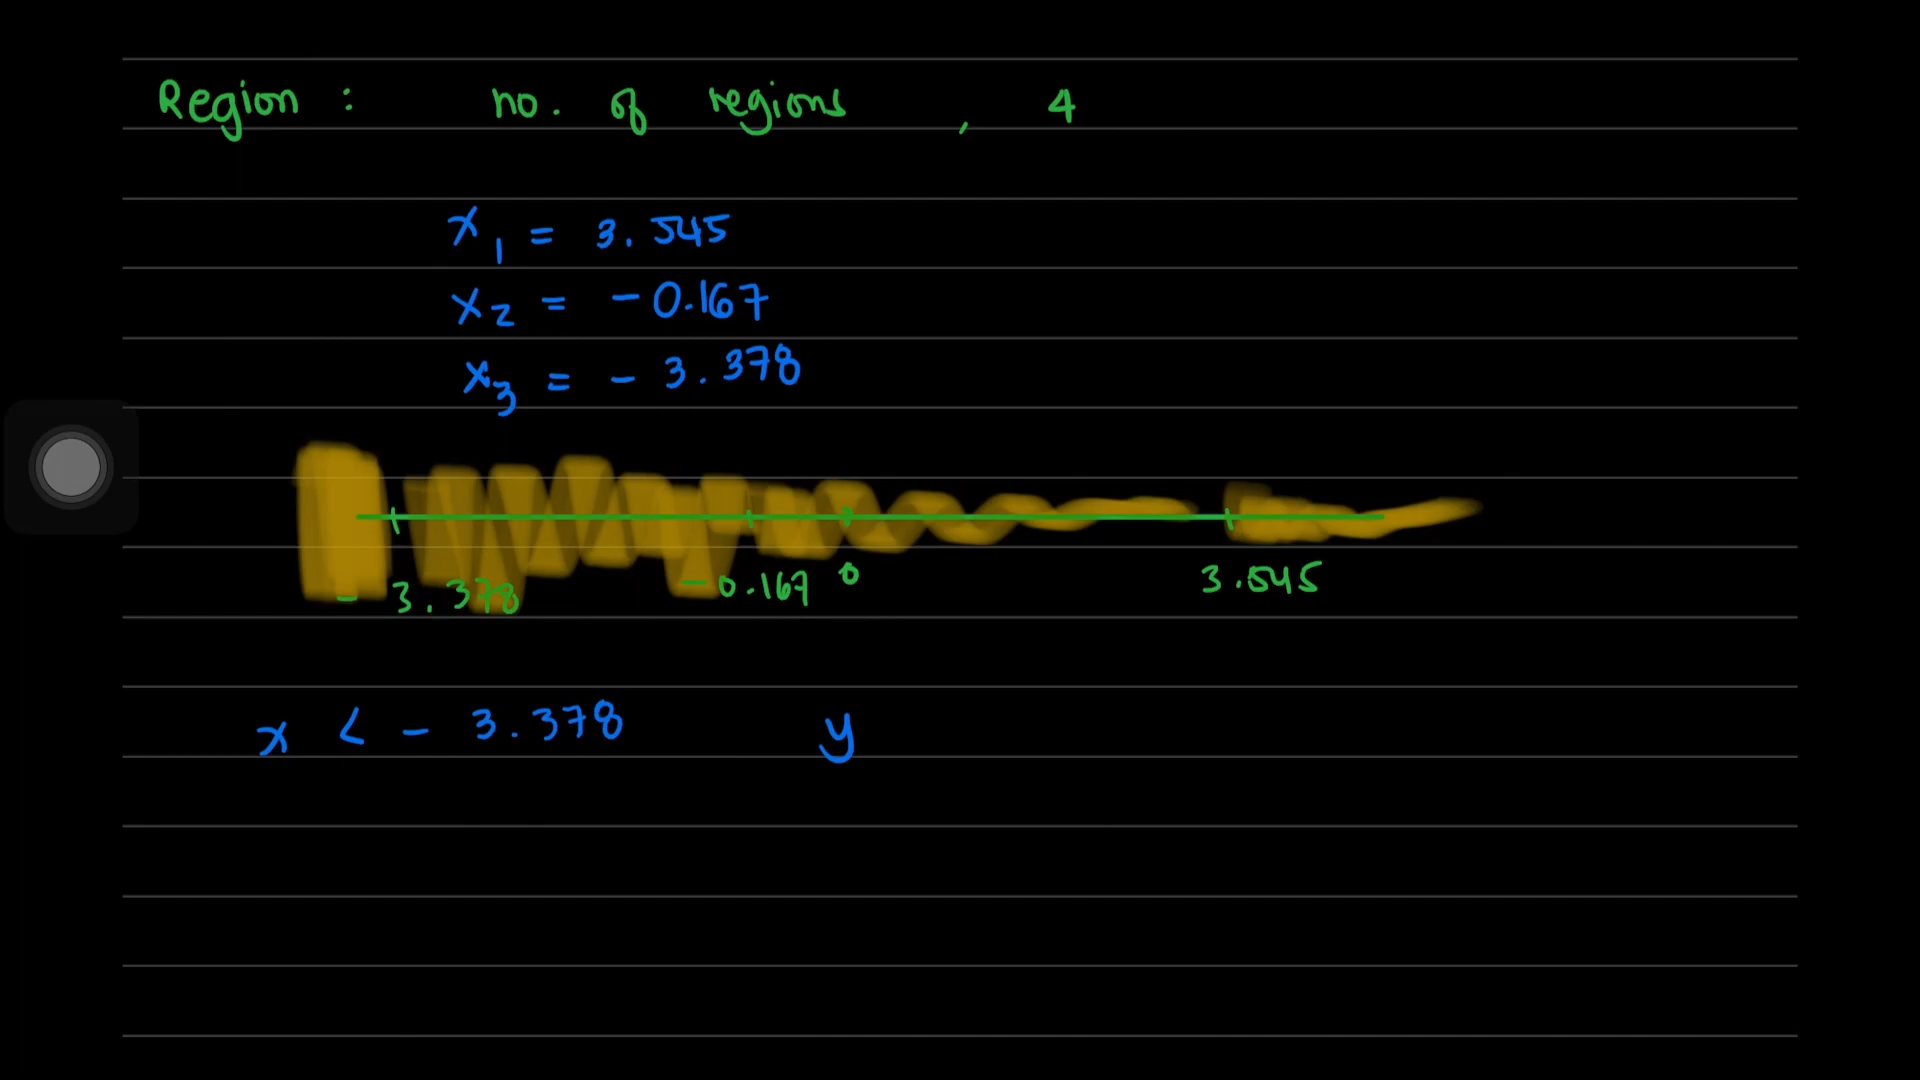 Region : no. of regions , 4
x₁ = 3.545
x₂ = -0.167
x₃ = - 3.378
- 3.378 -0.167 0 3.545
x < - 3.378 y